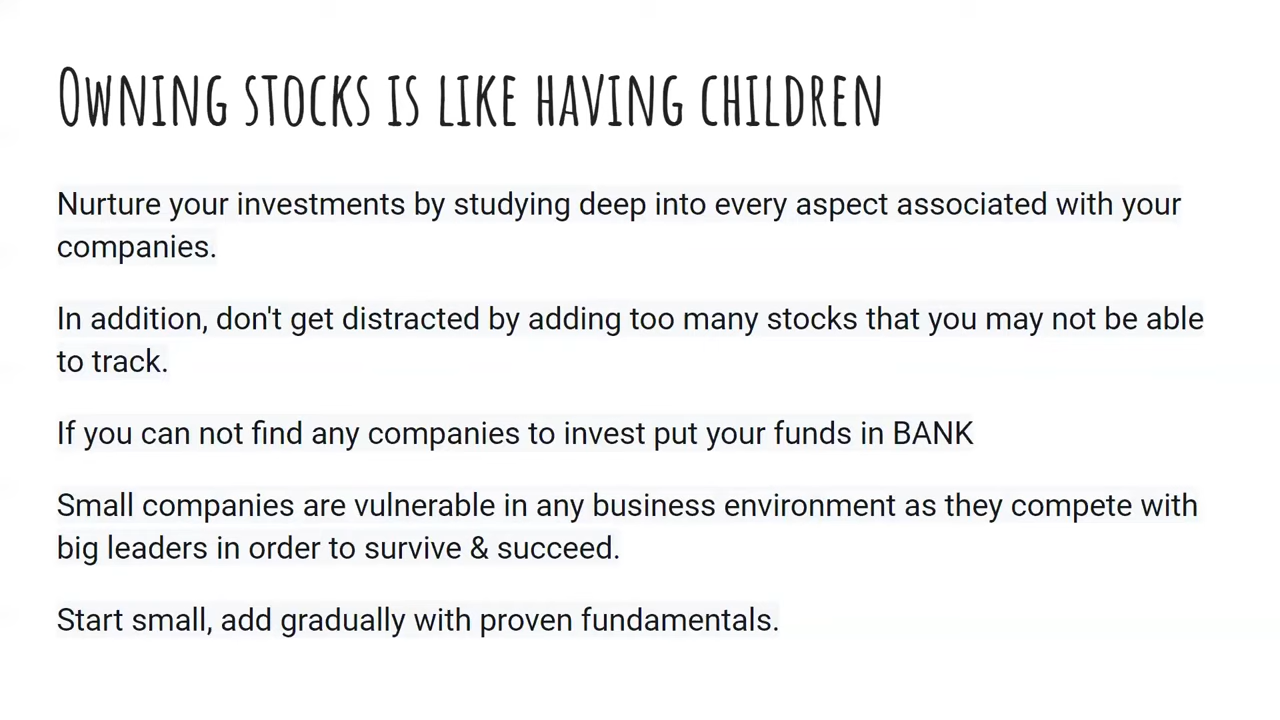 Owning stocks is like having children
Nurture your investments by studying deep into every aspect associated with your
companies.
In addition, don't get distracted by adding too many stocks that you may not be able
to track.
If you can not find any companies to invest put your funds in BANK
Small companies are vulnerable in any business environment as they compete with
big leaders in order to survive & succeed.
Start small, add gradually with proven fundamentals.